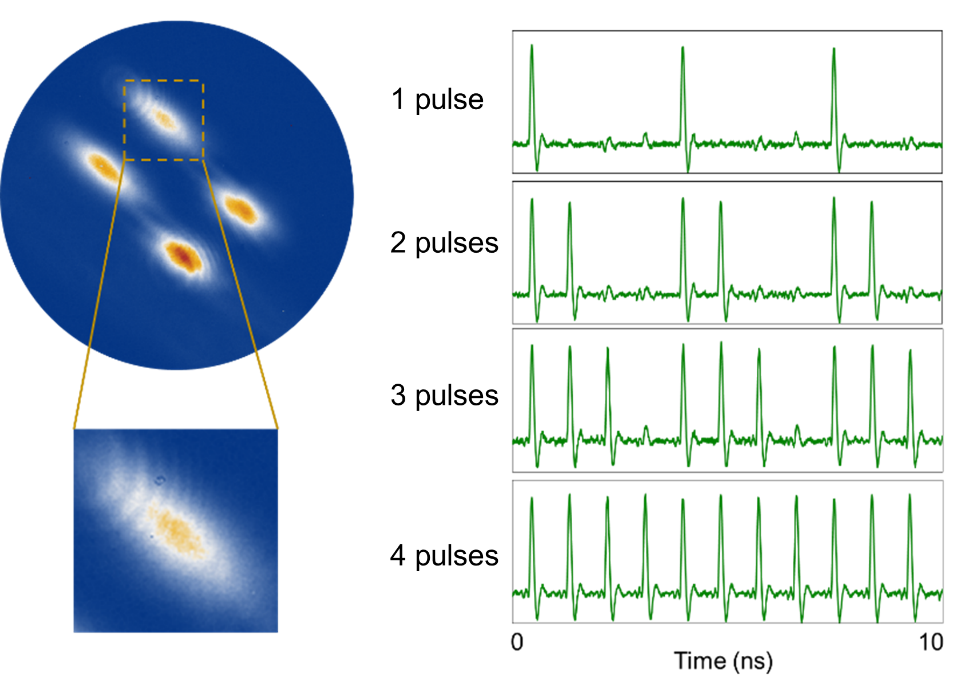 1 pulse
2 pulses
3 pulses
4 pulses
0 10
Time (ns)